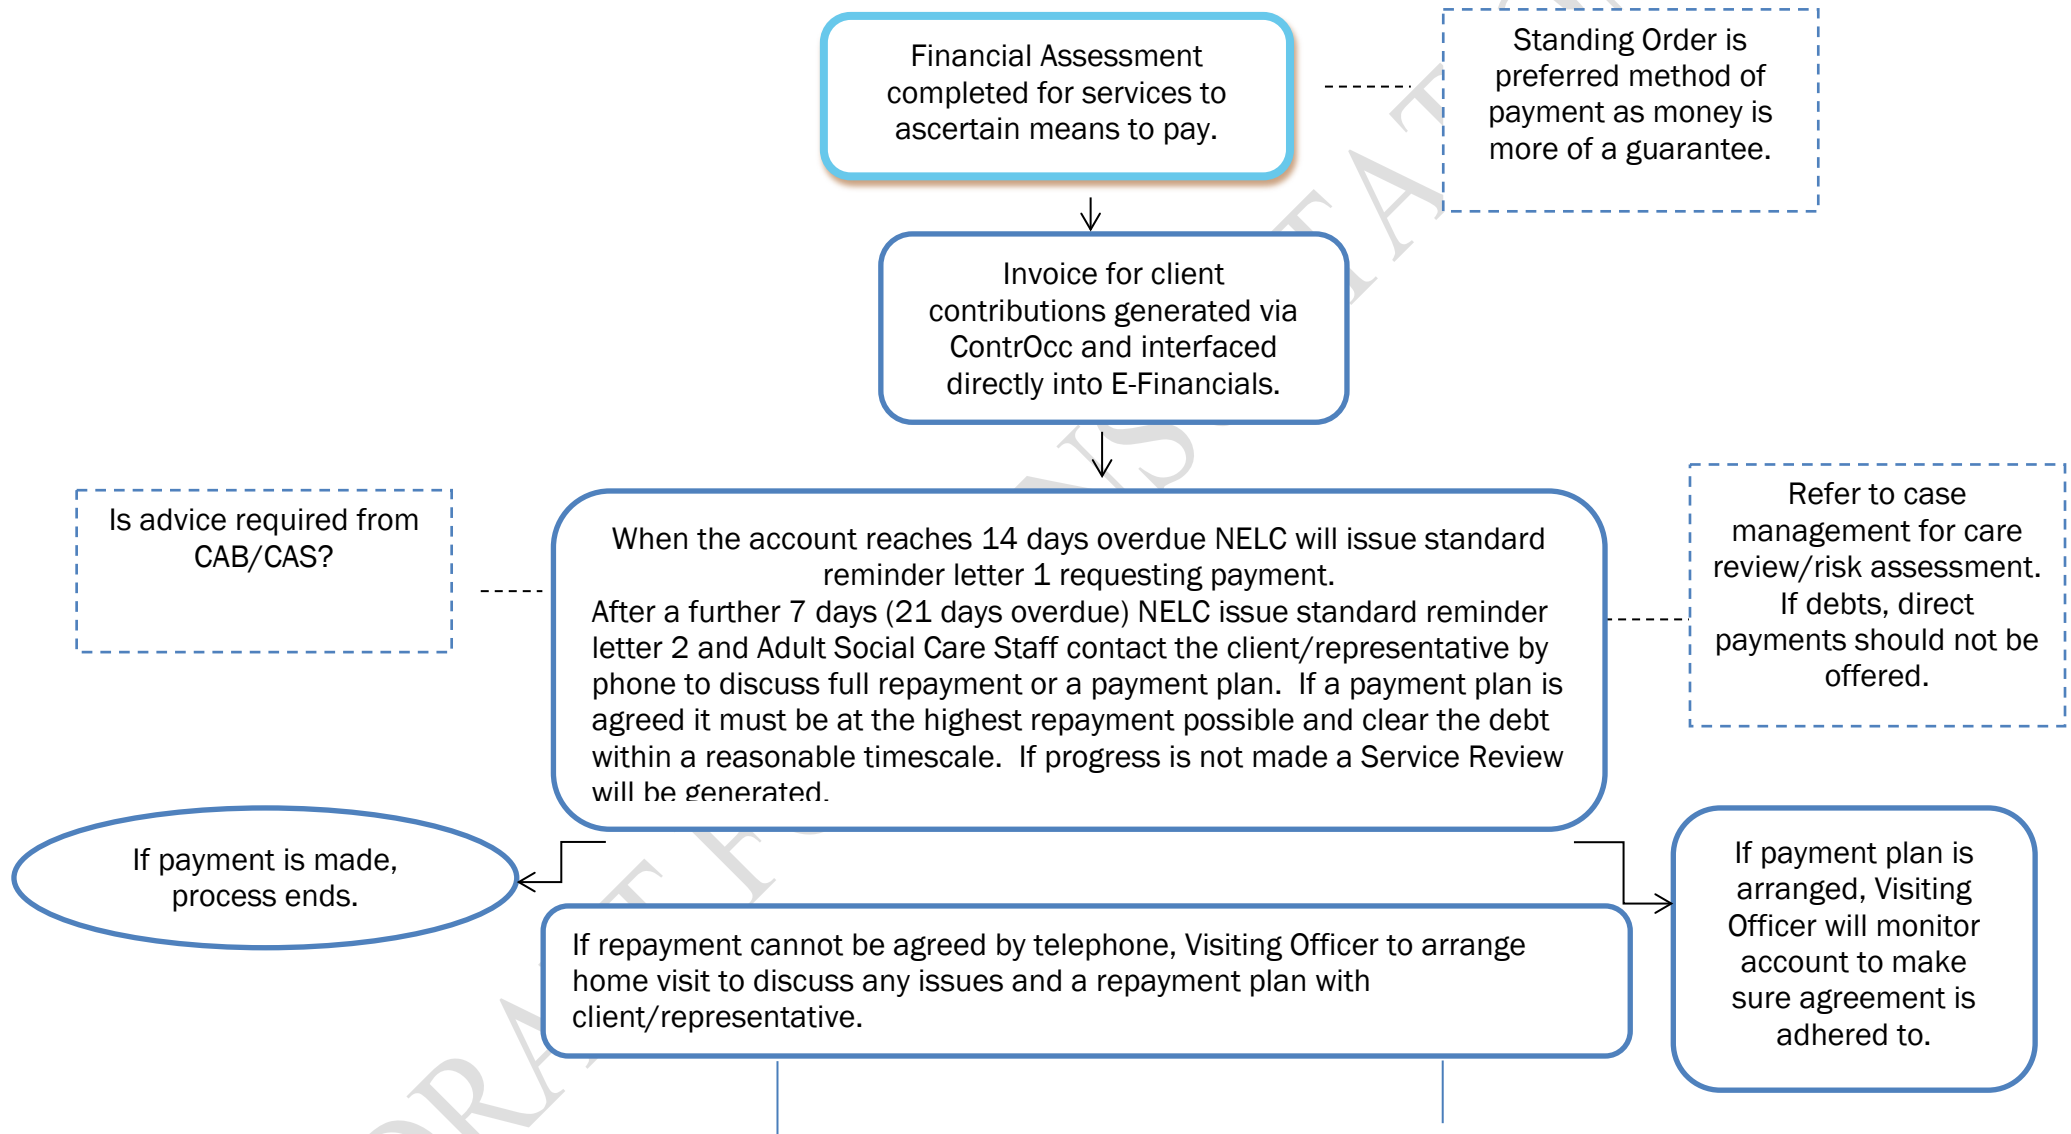 Financial Assessment
completed for services to
ascertain means to pay.
Standing Order is
preferred method of
payment as money is
more of a guarantee.
Invoice for client
contributions generated via
ContrOcc and interfaced
directly into E-Financials.
Is advice required from
CAB/CAS?
When the account reaches 14 days overdue NELC will issue standard
reminder letter 1 requesting payment.
After a further 7 days (21 days overdue) NELC issue standard reminder
letter 2 and Adult Social Care Staff contact the client/representative by
phone to discuss full repayment or a payment plan.  If a payment plan is
agreed it must be at the highest repayment possible and clear the debt
within a reasonable timescale.  If progress is not made a Service Review
will be generated.
Refer to case
management for care
review/risk assessment.
If debts, direct
payments should not be
offered.
If payment is made,
process ends.
If payment plan is
arranged, Visiting
Officer will monitor
account to make
sure agreement is
adhered to.
If repayment cannot be agreed by telephone, Visiting Officer to arrange
home visit to discuss any issues and a repayment plan with
client/representative.